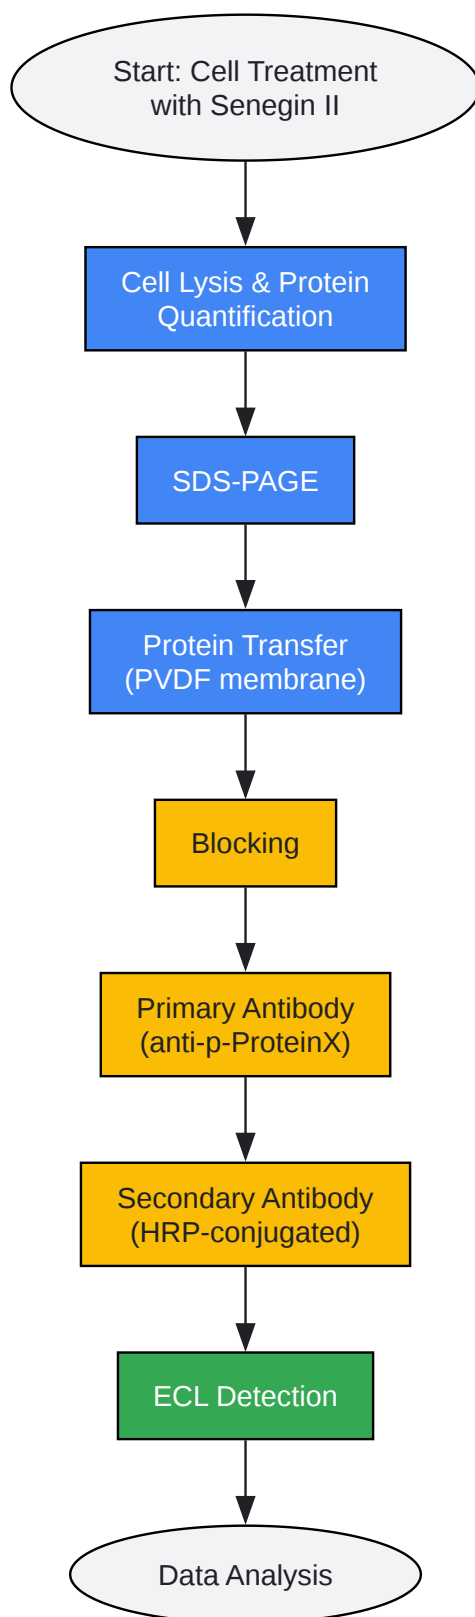 Start: Cell Treatment
with Senegin II
Cell Lysis & Protein
Quantification
SDS-PAGE
Protein Transfer
(PVDF membrane)
Blocking
Primary Antibody
(anti-p-ProteinX)
Secondary Antibody
(HRP-conjugated)
ECL Detection
Data Analysis